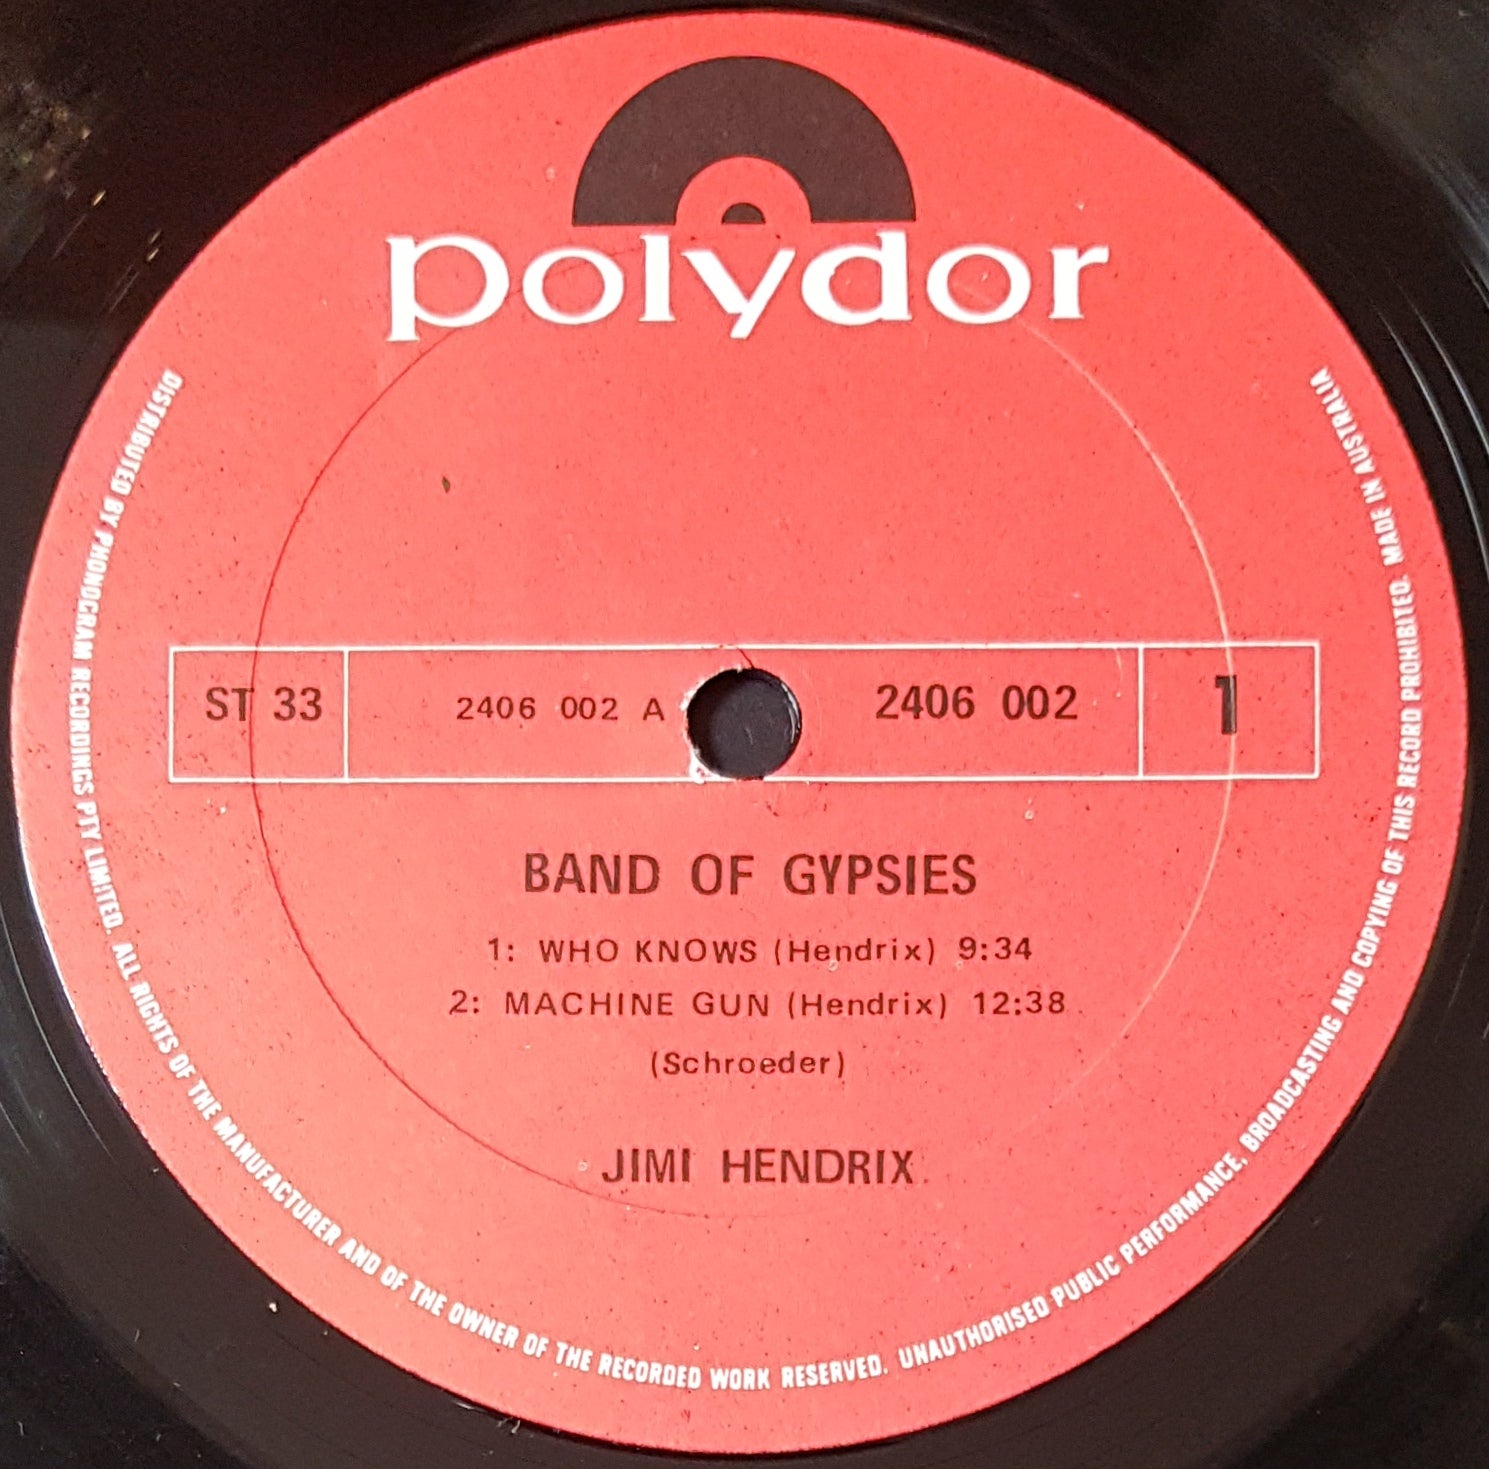 polydor
ST 33
2406 002 A
2406 002
1
BAND OF GYPSIES
1: WHO KNOWS (Hendrix) 9:34
2: MACHINE GUN (Hendrix) 12:38
(Schroeder)
JIMI HENDRIX
DISTRIBUTED BY PHONOGRAM RECORDINGS PTY LIMITED. ALL RIGHTS OF THE MANUFACTURER AND OF THE OWNER OF THE RECORDED WORK RESERVED. UNAUTHORISED PUBLIC PERFORMANCE, BROADCASTING AND COPYING OF THIS RECORD PROHIBITED. MADE IN AUSTRALIA